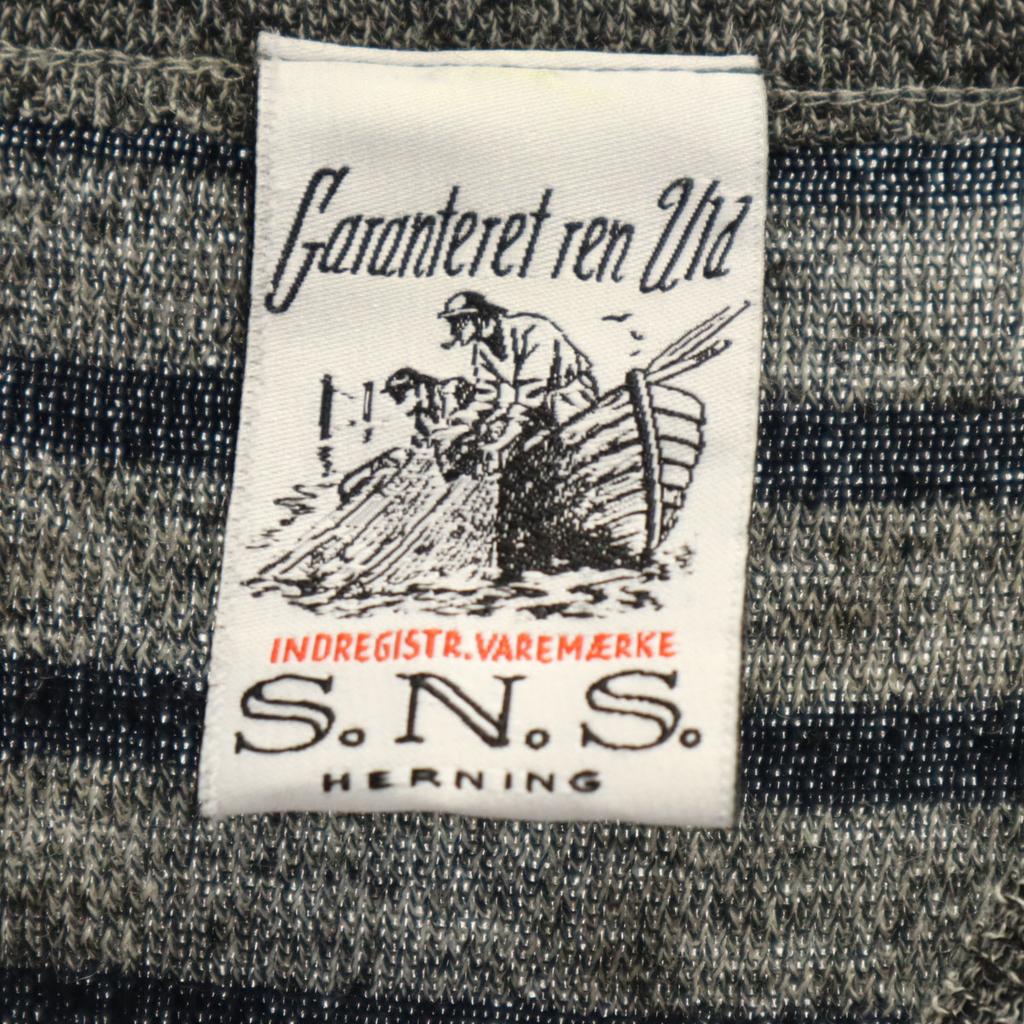 Garanteret ren Uld
INDREGISTR.VAREMÆRKE
S.N.S.
HERNING